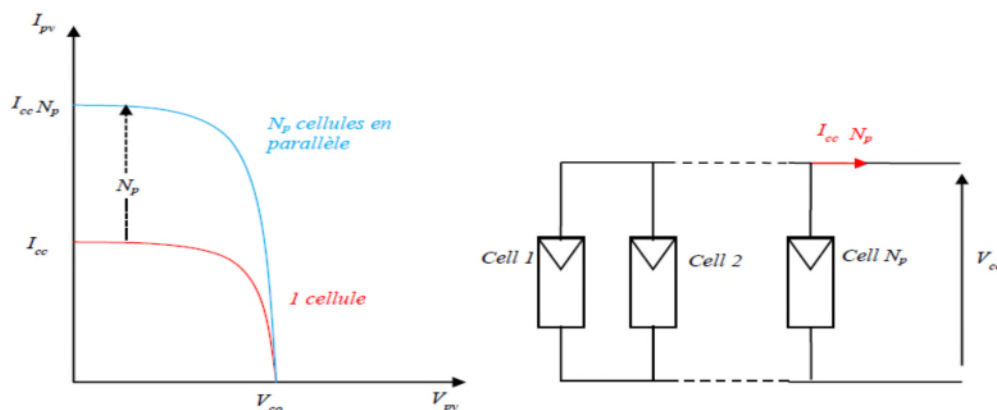 I_pv
I_cc N_p
N_p cellules en
parallèle
N_p
I_cc
1 cellule
V_co
V_pv
I_cc N_p
Cell 1
Cell 2
Cell N_p